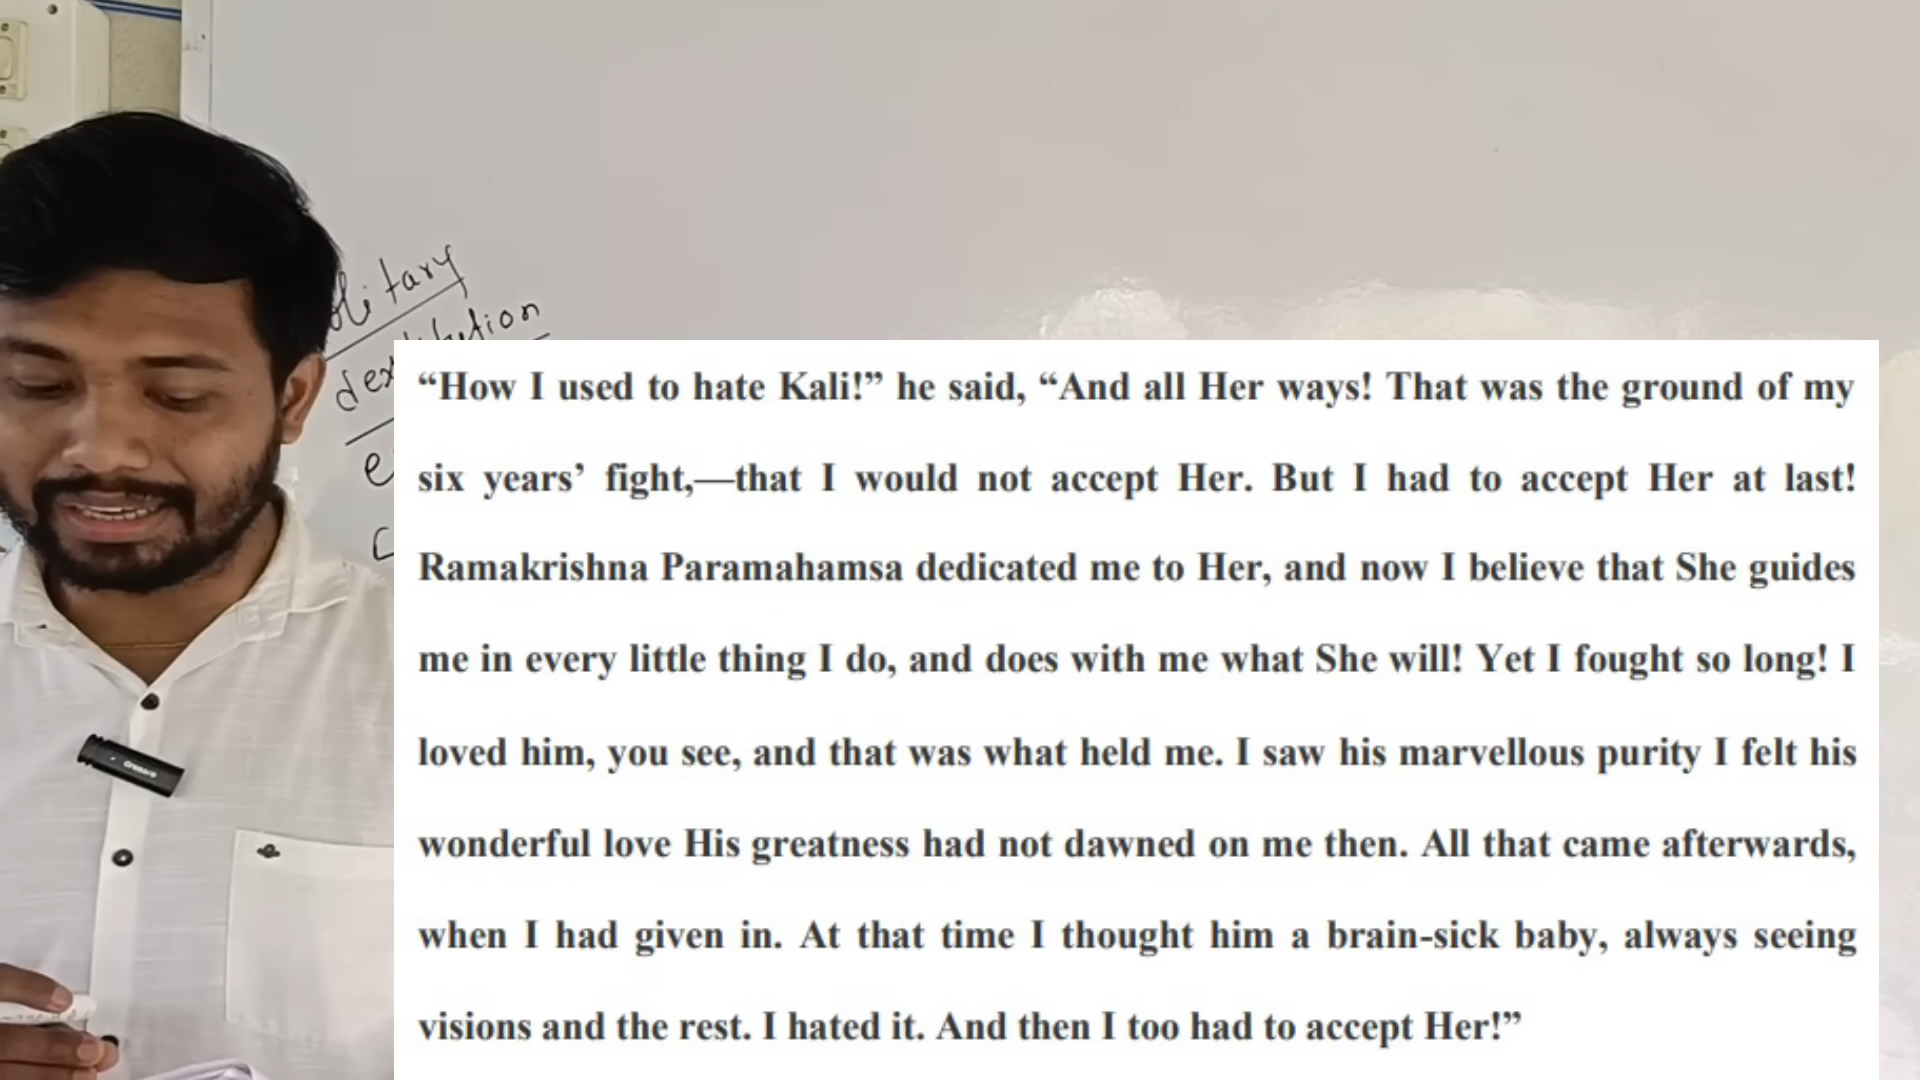 “How I used to hate Kali!” he said, “And all Her ways! That was the ground of my
six years’ fight,—that I would not accept Her. But I had to accept Her at last!
Ramakrishna Paramahamsa dedicated me to Her, and now I believe that She guides
me in every little thing I do, and does with me what She will! Yet I fought so long! I
loved him, you see, and that was what held me. I saw his marvellous purity I felt his
wonderful love His greatness had not dawned on me then. All that came afterwards,
when I had given in. At that time I thought him a brain-sick baby, always seeing
visions and the rest. I hated it. And then I too had to accept Her!”